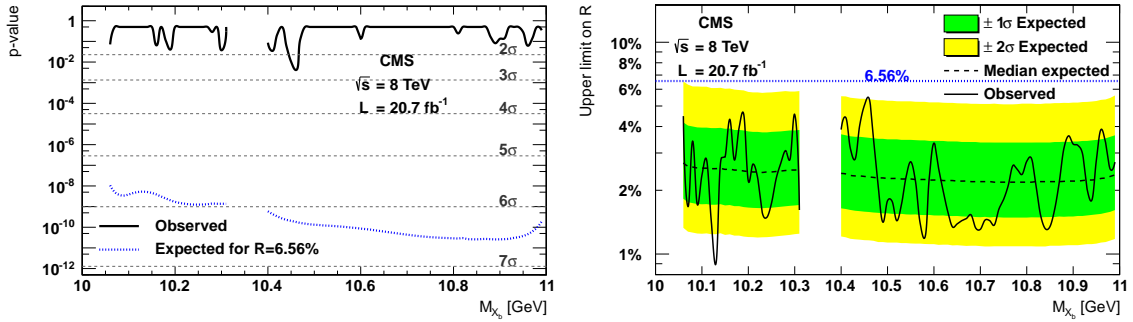 p-value
1
10⁻²
10⁻⁴
10⁻⁶
10⁻⁸
10⁻¹⁰
10⁻¹²
CMS
√s = 8 TeV
L = 20.7 fb⁻¹
2σ
3σ
4σ
5σ
6σ
7σ
Observed
Expected for R=6.56%
10 10.2 10.4 10.6 10.8 11
M_{X_b} [GeV]
Upper limit on R
10%
8%
6%
4%
2%
1%
CMS
√s = 8 TeV
L = 20.7 fb⁻¹
± 1σ Expected
± 2σ Expected
Median expected
Observed
6.56%
10 10.1 10.2 10.3 10.4 10.5 10.6 10.7 10.8 10.9 11
M_{X_b} [GeV]